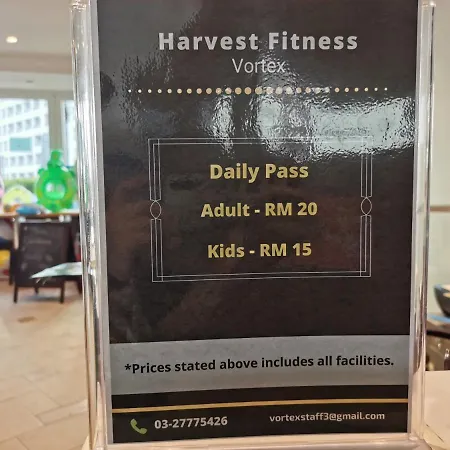 Harvest Fitness
Vortex
Daily Pass
Adult - RM 20
Kids - RM 15
*Prices stated above includes all facilities.
03-27775426
vortexstaff3@gmail.com